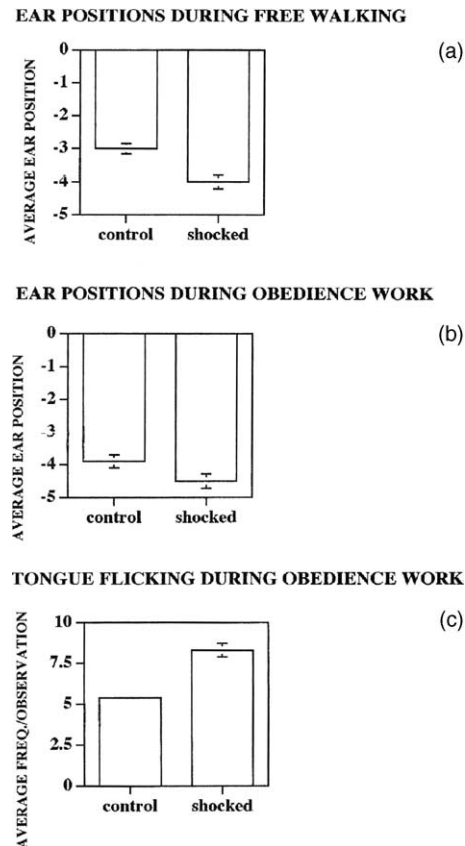 EAR POSITIONS DURING FREE WALKING
(a)
AVERAGE EAR POSITION
0
-1
-2
-3
-4
-5
control shocked
EAR POSITIONS DURING OBEDIENCE WORK
(b)
AVERAGE EAR POSITION
0
-1
-2
-3
-4
-5
control shocked
TONGUE FLICKING DURING OBEDIENCE WORK
(c)
AVERAGE FREQ./OBSERVATION
10
7.5
5
2.5
0
control shocked